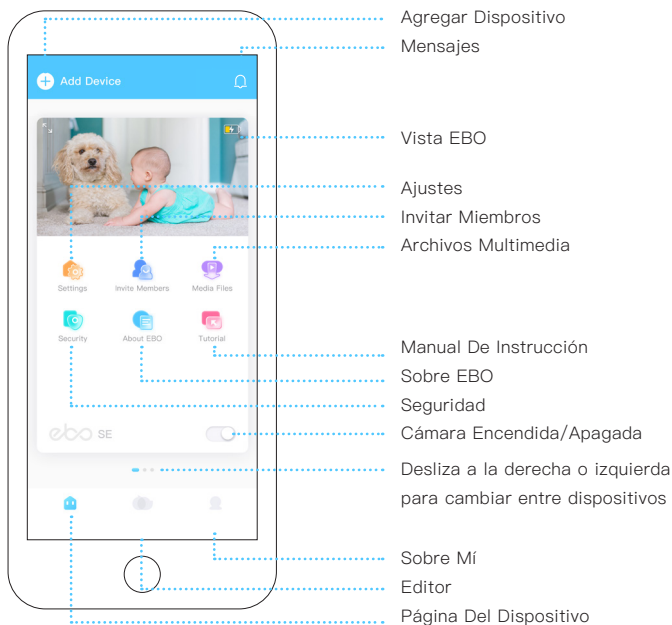 Agregar Dispositivo
Mensajes
Add Device
Vista EBO
Ajustes
Invitar Miembros
Archivos Multimedia
Settings
Invite Members
Media Files
Security
About EBO
Tutorial
Manual De Instrucción
Sobre EBO
Seguridad
ebo SE
Cámara Encendida/Apagada
Desliza a la derecha o izquierda
para cambiar entre dispositivos
Sobre Mí
Editor
Página Del Dispositivo